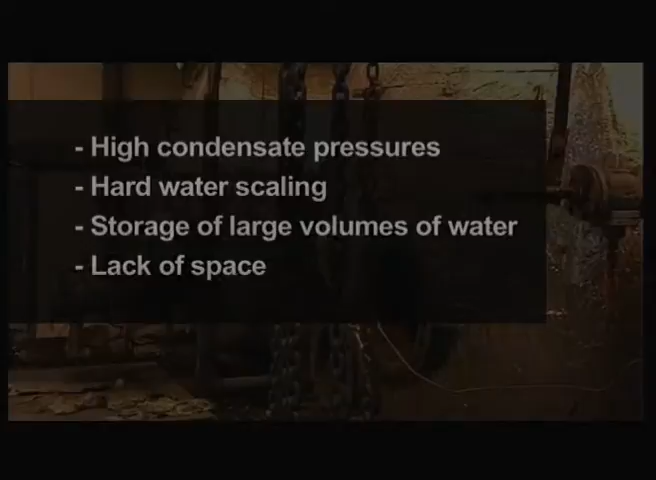 - High condensate pressures
- Hard water scaling
- Storage of large volumes of water
- Lack of space